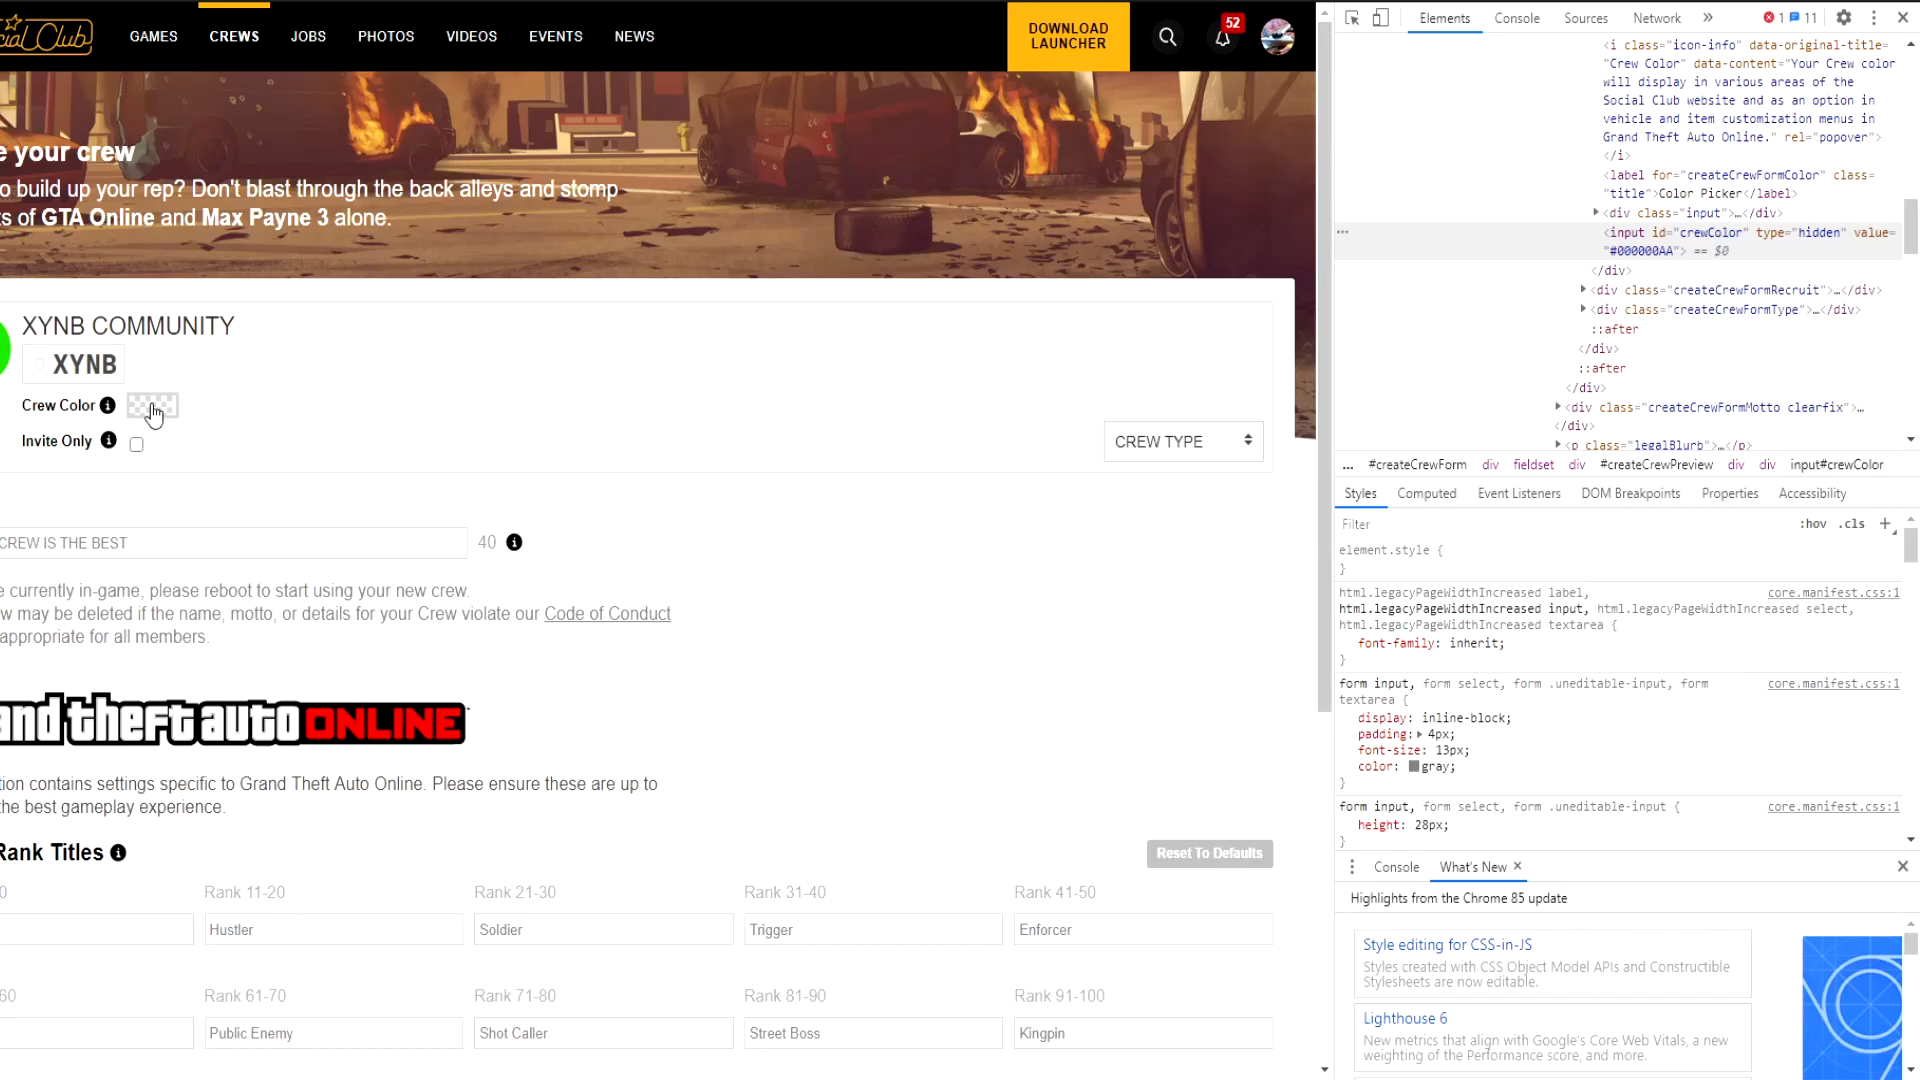 cial Club
GAMES
CREWS
JOBS
PHOTOS
VIDEOS
EVENTS
NEWS
DOWNLOAD
LAUNCHER
52
e your crew
o build up your rep? Don't blast through the back alleys and stomp
ts of GTA Online and Max Payne 3 alone.
XYNB COMMUNITY
XYNB
Crew Color
Invite Only
CREW TYPE
CREW IS THE BEST
40
e currently in-game, please reboot to start using your new crew.
w may be deleted if the name, motto, or details for your Crew violate our Code of Conduct
appropriate for all members.
and theft auto ONLINE
tion contains settings specific to Grand Theft Auto Online. Please ensure these are up to
the best gameplay experience.
Rank Titles
Reset To Defaults
0
Rank 11-20
Rank 21-30
Rank 31-40
Rank 41-50
Hustler
Soldier
Trigger
Enforcer
60
Rank 61-70
Rank 71-80
Rank 81-90
Rank 91-100
Public Enemy
Shot Caller
Street Boss
Kingpin
Elements
Console
Sources
Network
»
1
11
<i class="icon-info" data-original-title=
"Crew Color" data-content="Your Crew color
will display in various areas of the
Social Club website and as an option in
vehicle and item customization menus in
Grand Theft Auto Online." rel="popover">
</i>
<label for="createCrewFormColor" class=
"title">Color Picker</label>
<div class="input">…</div>
<input id="crewColor" type="hidden" value=
"#000000AA"> == $0
</div>
<div class="createCrewFormRecruit">…</div>
<div class="createCrewFormType">…</div>
::after
</div>
::after
</div>
<div class="createCrewFormMotto clearfix">…
</div>
<p class="legalBlurb">…</p>
... #createCrewForm div fieldset div #createCrewPreview div div input#crewColor
Styles
Computed
Event Listeners
DOM Breakpoints
Properties
Accessibility
Filter
:hov .cls +
element.style {
}
html.legacyPageWidthIncreased label,
core.manifest.css:1
html.legacyPageWidthIncreased input, html.legacyPageWidthIncreased select,
html.legacyPageWidthIncreased textarea {
font-family: inherit;
}
form input, form select, form .uneditable-input, form
core.manifest.css:1
textarea {
display: inline-block;
padding: 4px;
font-size: 13px;
color: gray;
}
form input, form select, form .uneditable-input {
core.manifest.css:1
height: 28px;
}
Console
What's New
Highlights from the Chrome 85 update
Style editing for CSS-in-JS
Styles created with CSS Object Model APIs and Constructible
Stylesheets are now editable.
Lighthouse 6
New metrics that align with Google's Core Web Vitals, a new
weighting of the Performance score, and more.